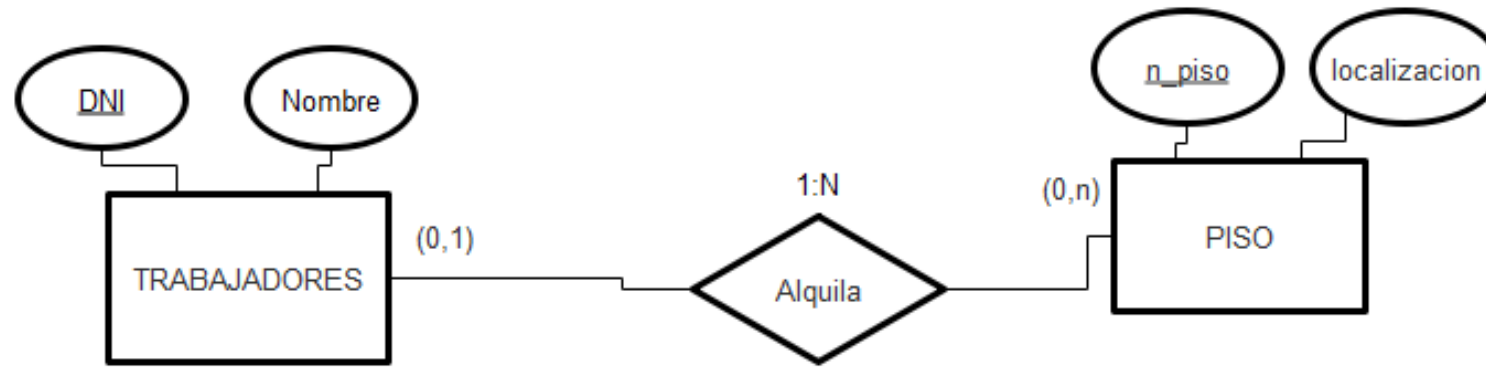 DNI
Nombre
n_piso
localizacion
1:N
(0,1)
(0,n)
TRABAJADORES
Alquila
PISO